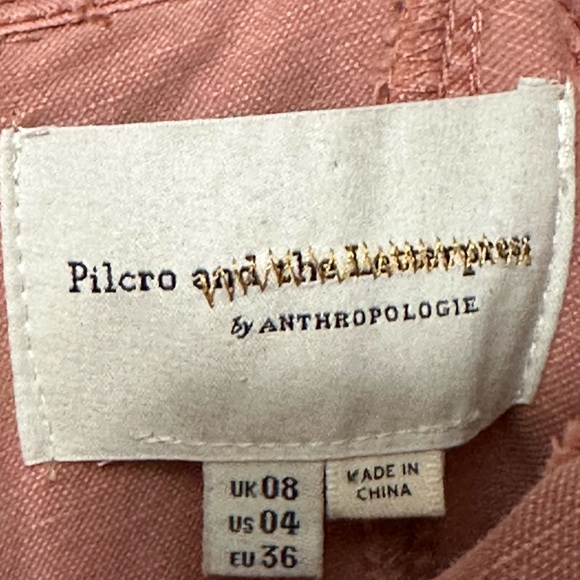 Pilcro and the Letterpress
by ANTHROPOLOGIE
UK 08
US 04
EU 36
MADE IN
CHINA